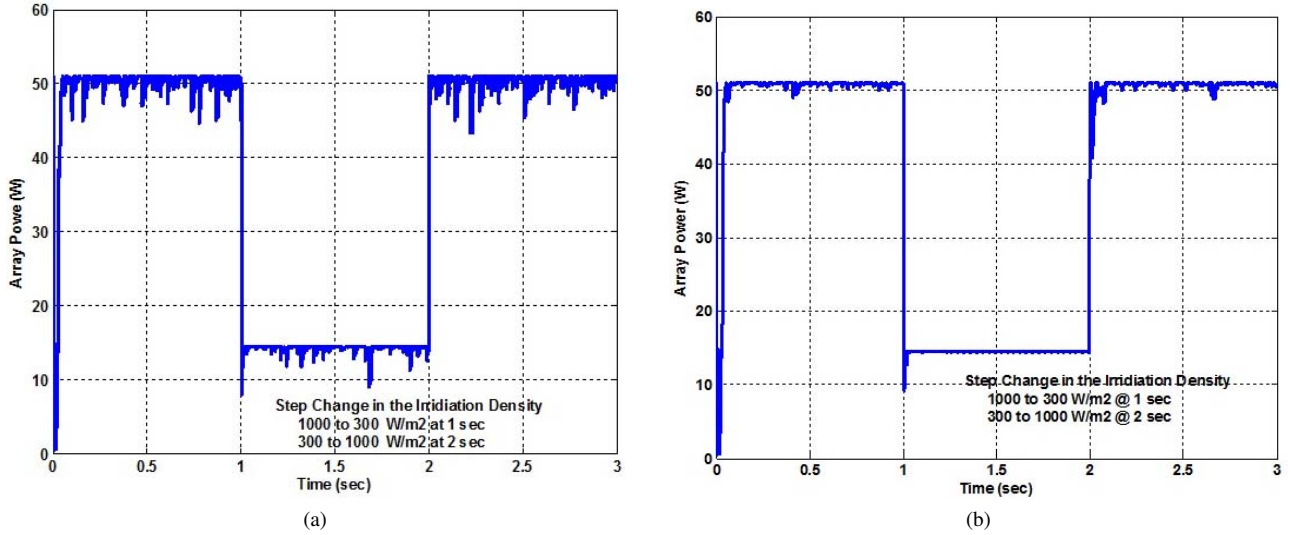 60
50
40
30
20
10
0
Array Powe (W)
0 0.5 1 1.5 2 2.5 3
Time (sec)
Step Change in the Irridiation Density
1000 to 300 W/m2 at 1 sec
300 to 1000 W/m2 at 2 sec
(a)
60
50
40
30
20
10
0
Array Power (W)
0 0.5 1 1.5 2 2.5 3
Time (sec)
Step Change in the Irridiation Density
1000 to 300 W/m2 @ 1 sec
300 to 1000 W/m2 @ 2 sec
(b)